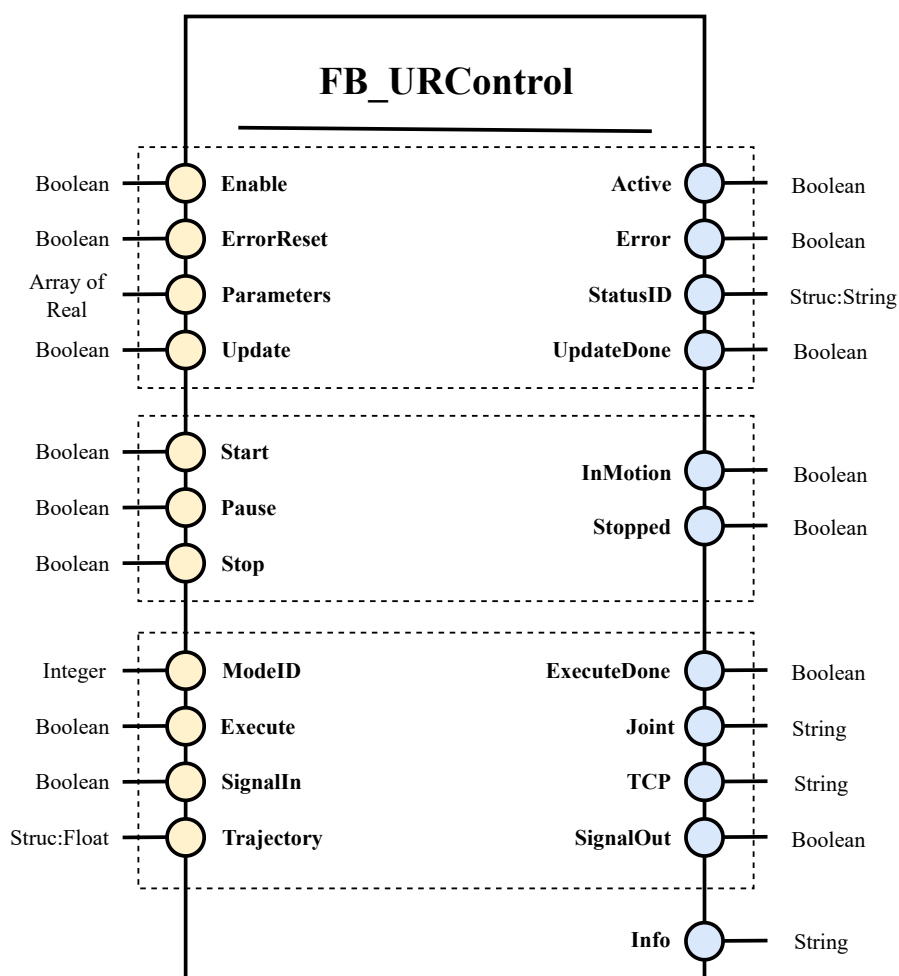 FB_URControl
Boolean Enable Active Boolean
Boolean ErrorReset Error Boolean
Array of
Real Parameters StatusID Struc:String
Boolean Update UpdateDone Boolean
Boolean Start
InMotion Boolean
Boolean Pause
Stopped Boolean
Boolean Stop
Integer ModeID ExecuteDone Boolean
Boolean Execute Joint String
Boolean SignalIn TCP String
Struc:Float Trajectory SignalOut Boolean
Info String